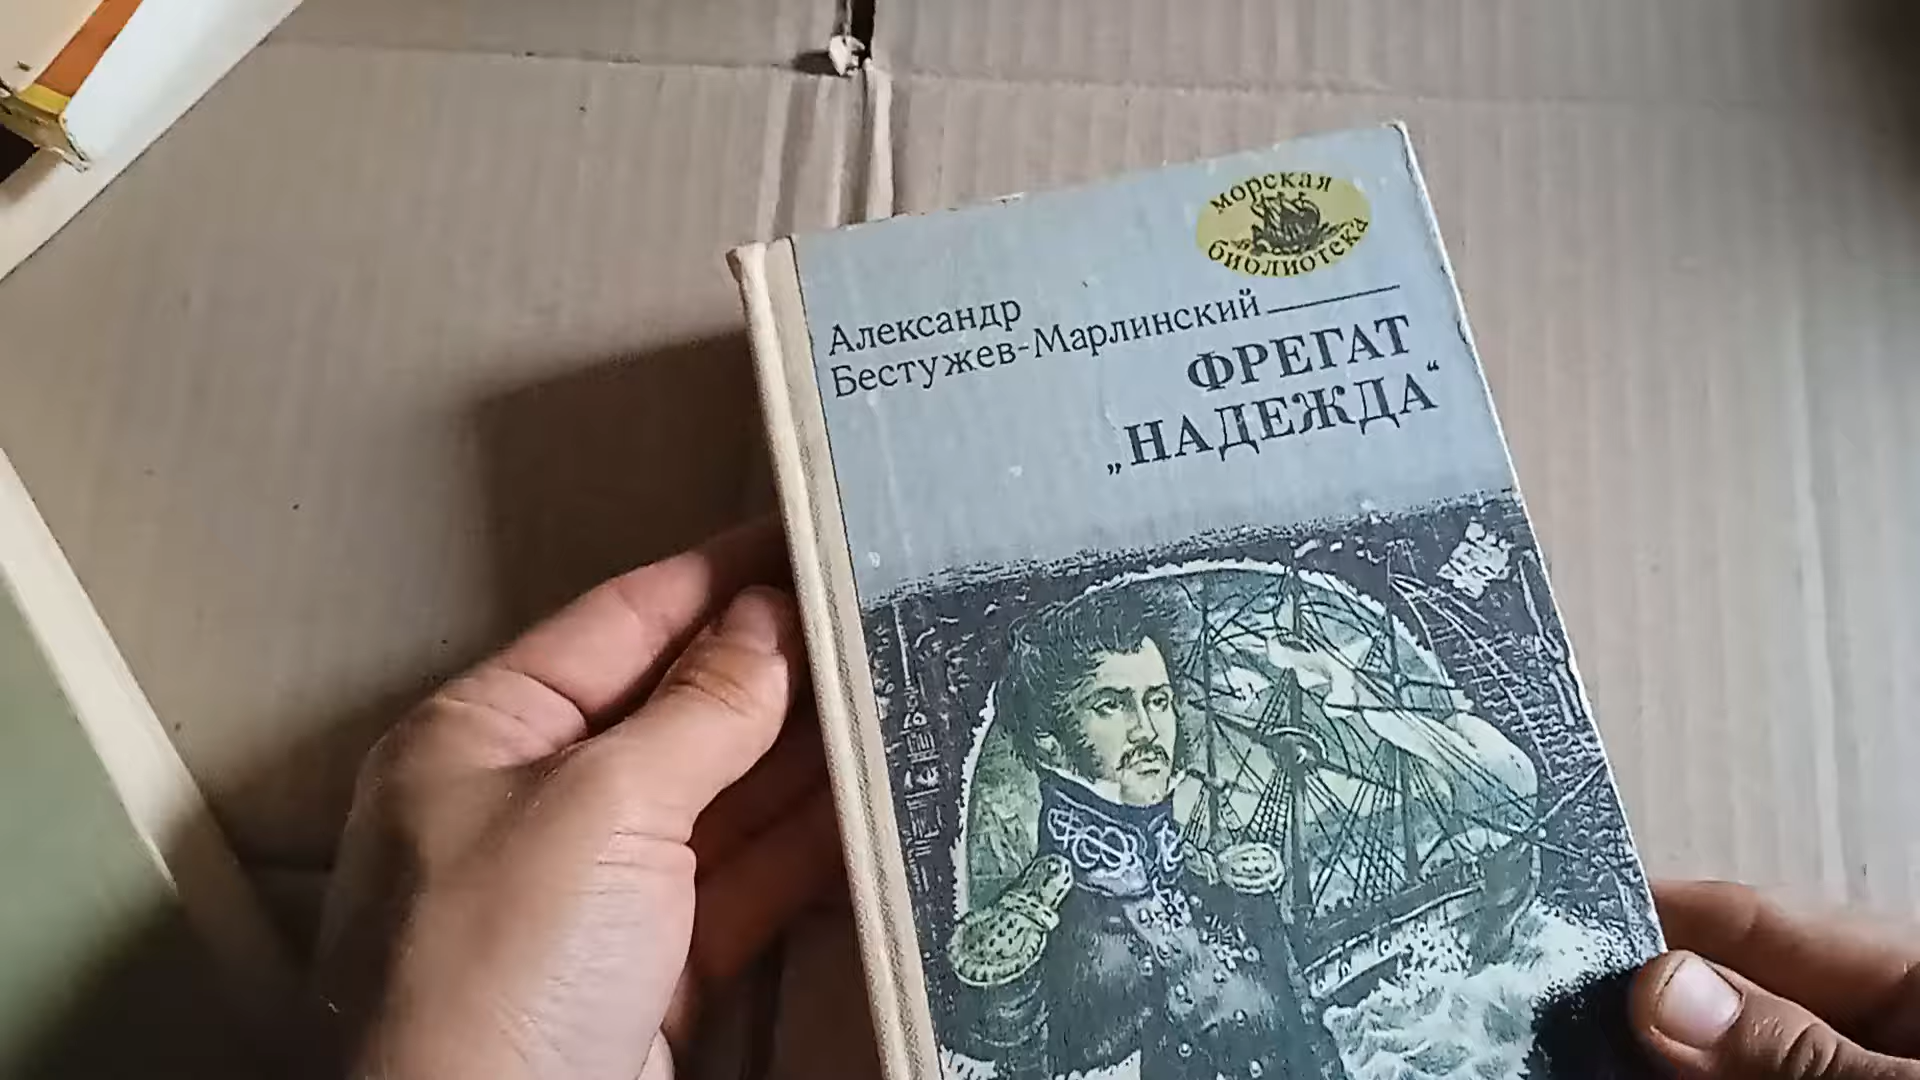 морская
библиотека
Александр
Бестужев-Марлинский
ФРЕГАТ
„НАДЕЖДА“